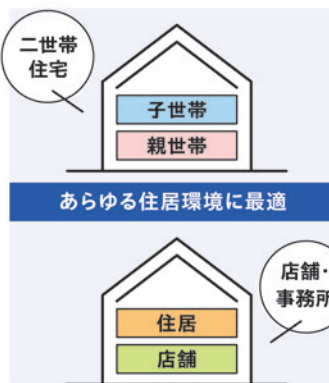 二世帯
住宅
子世帯
親世帯
あらゆる住居環境に最適
店舗・
事務所
住居
店舗